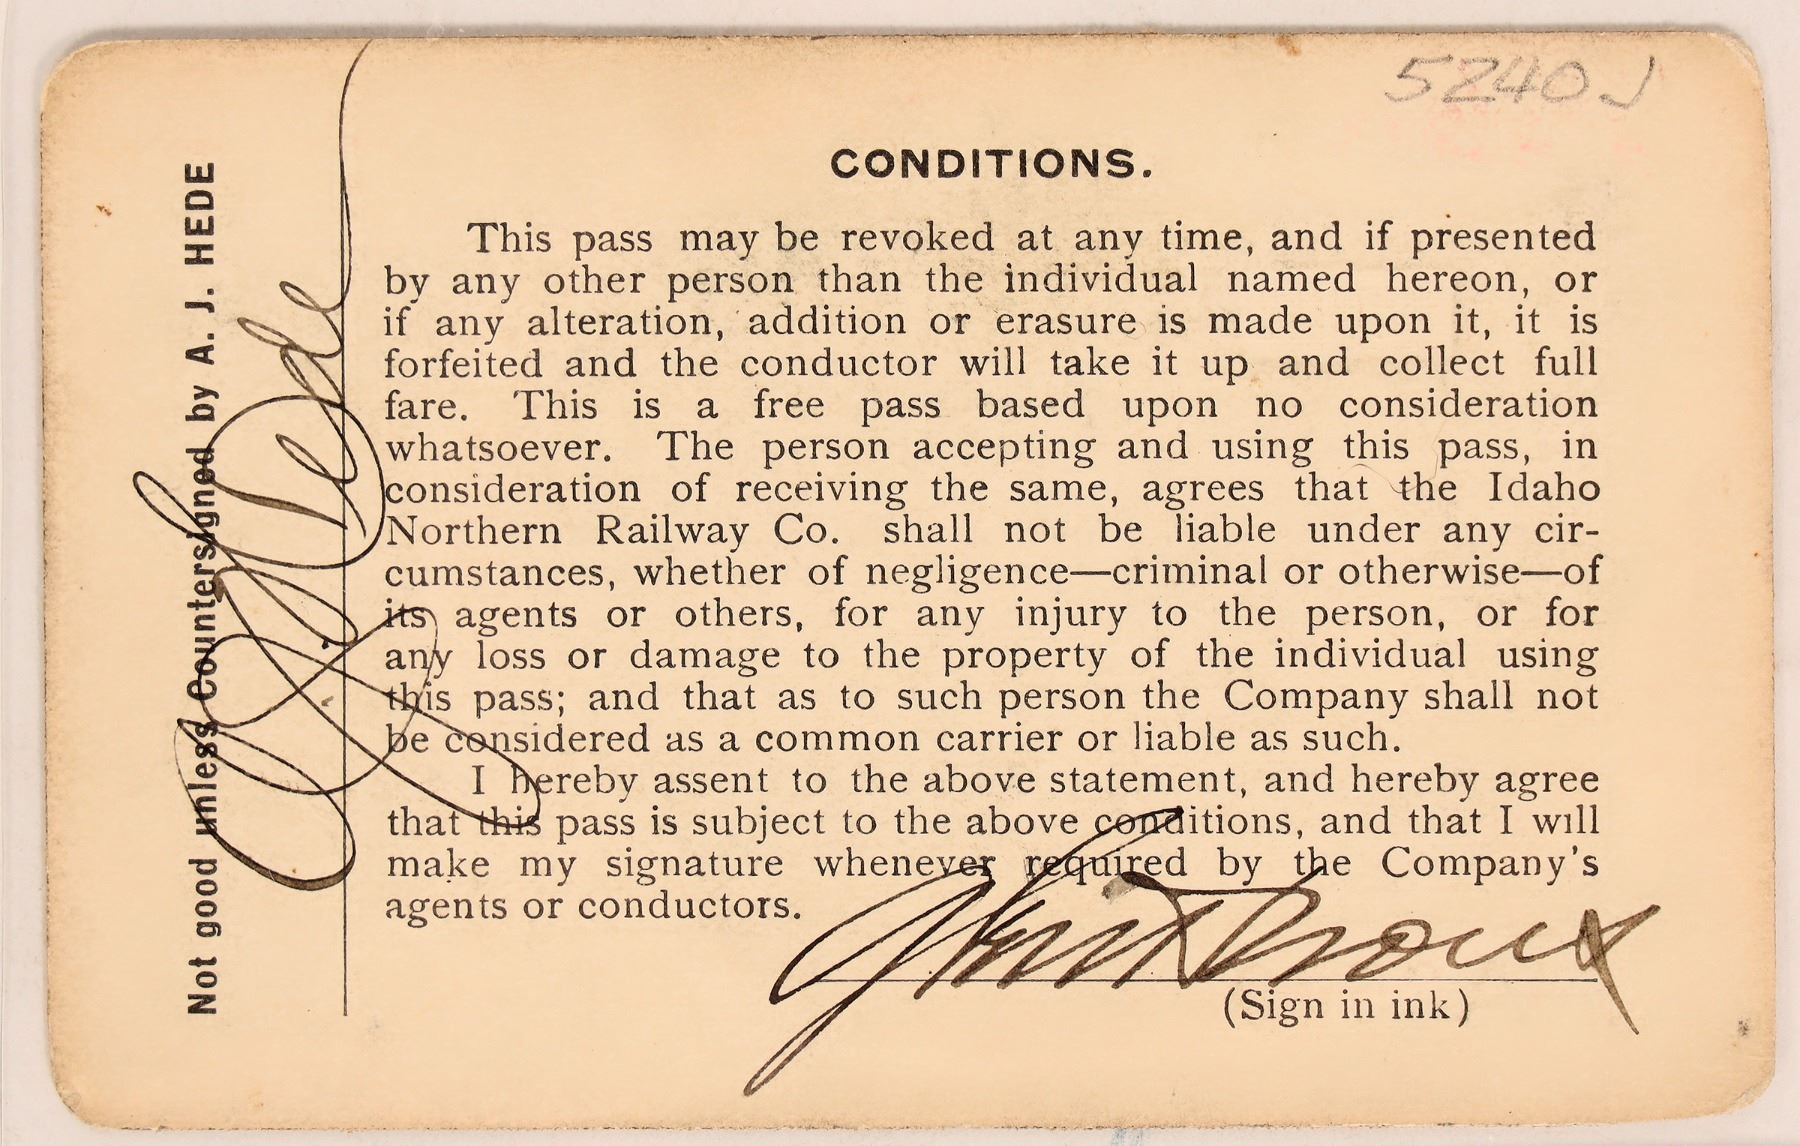 5240J
CONDITIONS.
This pass may be revoked at any time, and if presented
by any other person than the individual named hereon, or
if any alteration, addition or erasure is made upon it, it is
forfeited and the conductor will take it up and collect full
fare. This is a free pass based upon no consideration
whatsoever. The person accepting and using this pass, in
consideration of receiving the same, agrees that the Idaho
Northern Railway Co. shall not be liable under any cir-
cumstances, whether of negligence—criminal or otherwise—of
its agents or others, for any injury to the person, or for
any loss or damage to the property of the individual using
this pass; and that as to such person the Company shall not
be considered as a common carrier or liable as such.
I hereby assent to the above statement, and hereby agree
that this pass is subject to the above conditions, and that I will
make my signature whenever required by the Company's
agents or conductors.
(Sign in ink)
Not good unless Countersigned by A. J. HEDE
A J Hede